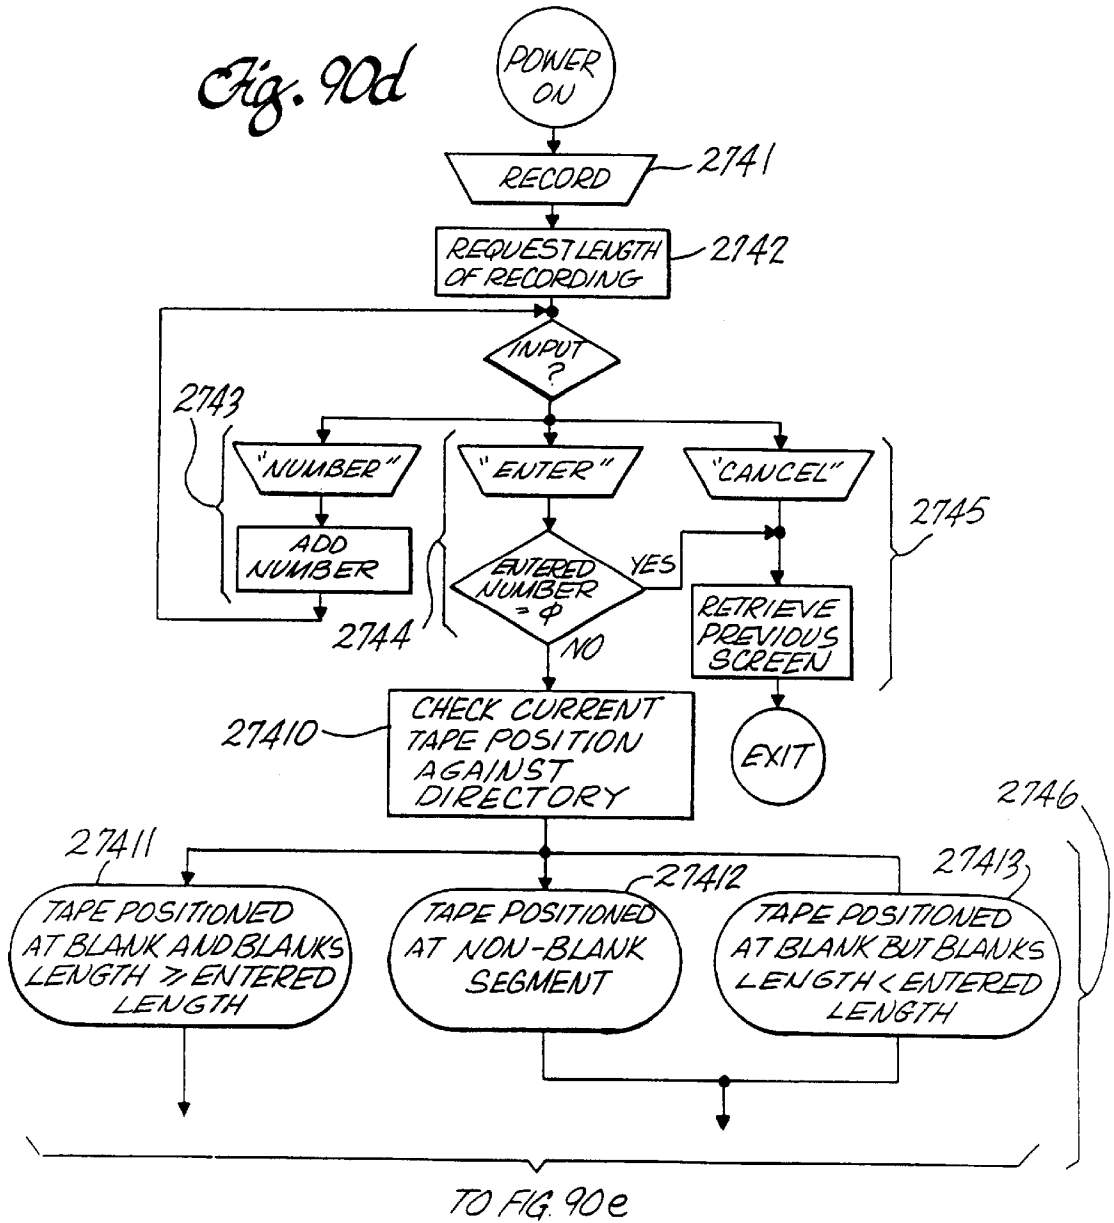 Fig. 90d
POWER
ON
RECORD
2741
REQUEST LENGTH
OF RECORDING
2742
INPUT
?
2743
"NUMBER"
"ENTER"
"CANCEL"
2745
ADD
NUMBER
ENTERED
NUMBER
= φ
YES
NO
2744
RETRIEVE
PREVIOUS
SCREEN
EXIT
27410
CHECK CURRENT
TAPE POSITION
AGAINST
DIRECTORY
2746
27411
27412
27413
TAPE POSITIONED
AT BLANK AND BLANKS
LENGTH ≥ ENTERED
LENGTH
TAPE POSITIONED
AT NON-BLANK
SEGMENT
TAPE POSITIONED
AT BLANK BUT BLANKS
LENGTH < ENTERED
LENGTH
TO FIG. 90e